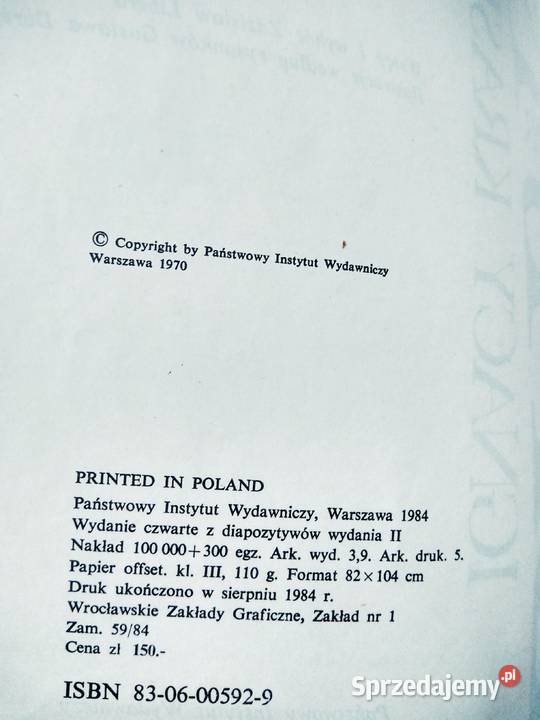 © Copyright by Państwowy Instytut Wydawniczy
Warszawa 1970
PRINTED IN POLAND
Państwowy Instytut Wydawniczy, Warszawa 1984
Wydanie czwarte z diapozytywów wydania II
Nakład 100 000+300 egz. Ark. wyd. 3,9. Ark. druk. 5.
Papier offset. kl. III, 110 g. Format 82×104 cm
Druk ukończono w sierpniu 1984 r.
Wrocławskie Zakłady Graficzne, Zakład nr 1
Zam. 59/84
Cena zł 150.-
ISBN 83-06-00592-9
IGNACY KRAS
Sprzedajemy.pl